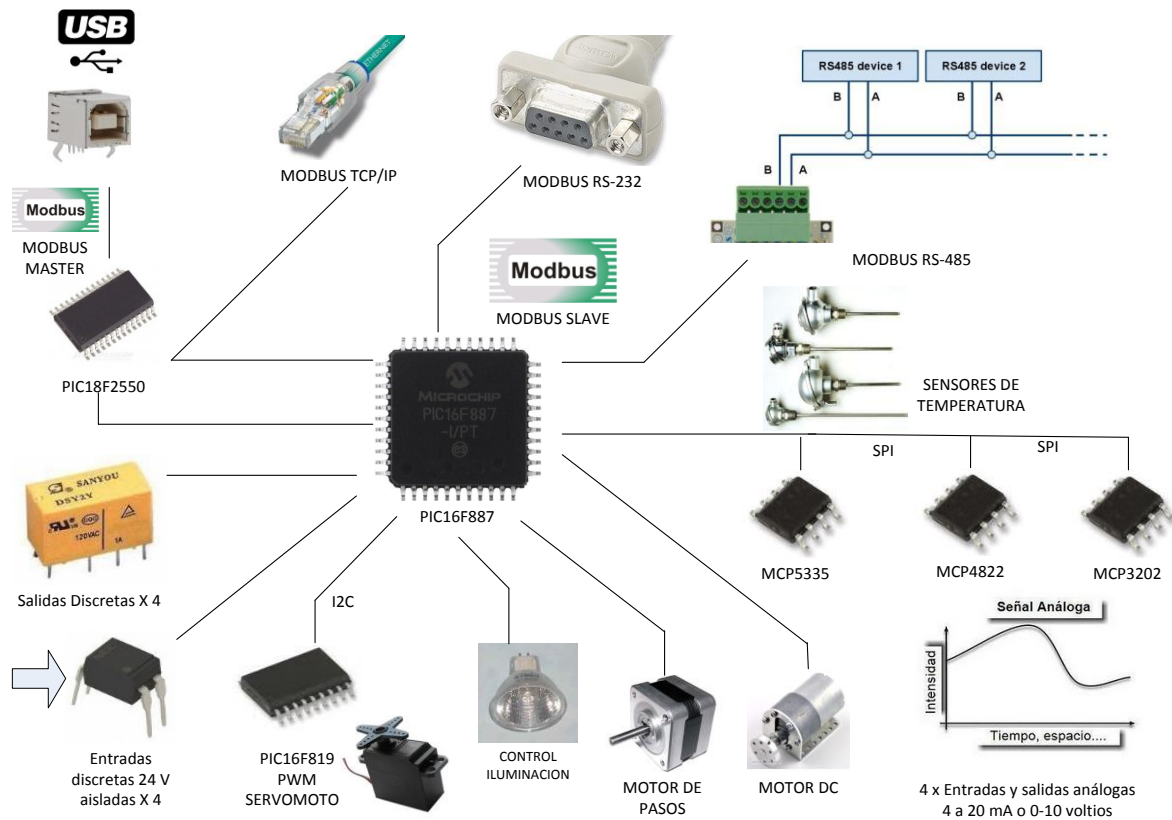 USB
ETHERNET
MODBUS TCP/IP
MODBUS RS-232
RS485 device 1
RS485 device 2
B
A
B
A
B
A
MODBUS RS-485
Modbus
MODBUS
MASTER
PIC18F2550
Modbus
MODBUS SLAVE
MICROCHIP
PIC16F887
-I/PT
PIC16F887
SENSORES DE
TEMPERATURA
SPI
SPI
MCP5335
MCP4822
MCP3202
SANYOU
DSY2Y
120VAC
1A
Salidas Discretas X 4
I2C
Entradas
discretas 24 V
aisladas X 4
PIC16F819
PWM
SERVOMOTO
CONTROL
ILUMINACION
MOTOR DE
PASOS
MOTOR DC
Señal Análoga
Intensidad
Tiempo, espacio....
4 x Entradas y salidas análogas
4 a 20 mA o 0-10 voltios